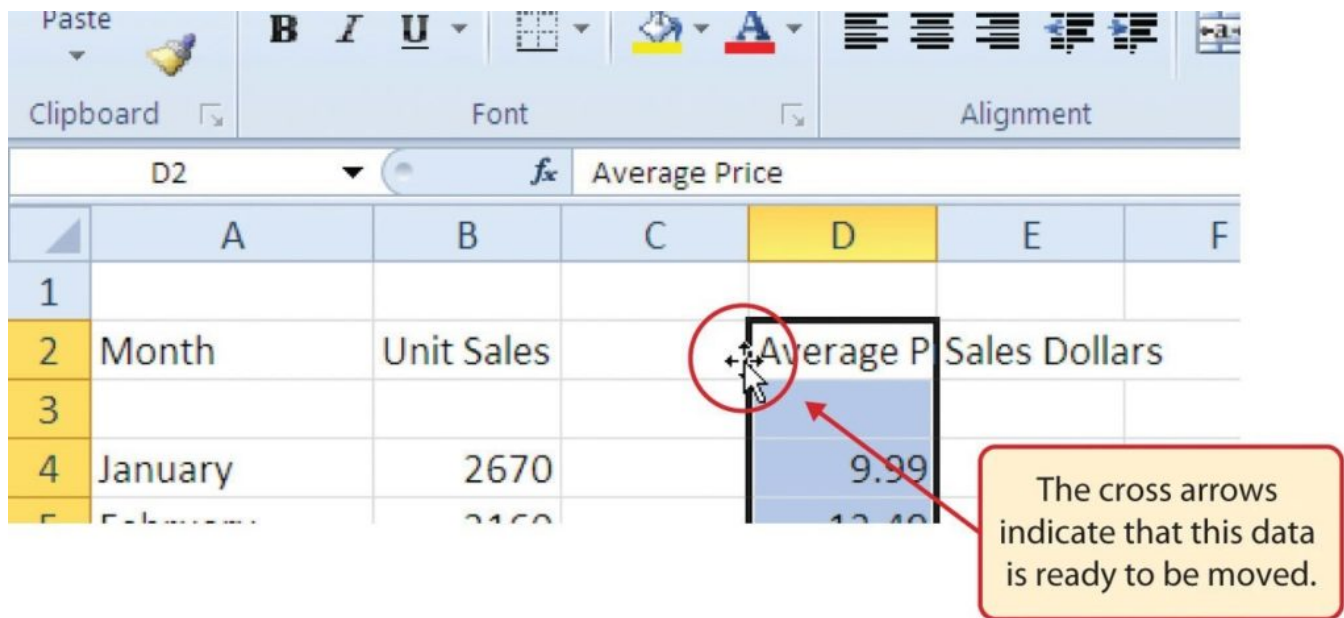 Paste
B I U A a
Clipboard Font Alignment
D2 fx Average Price
A B C D E F
1
2 Month Unit Sales Average P Sales Dollars
3
4 January 2670 9.99
The cross arrows
indicate that this data
is ready to be moved.